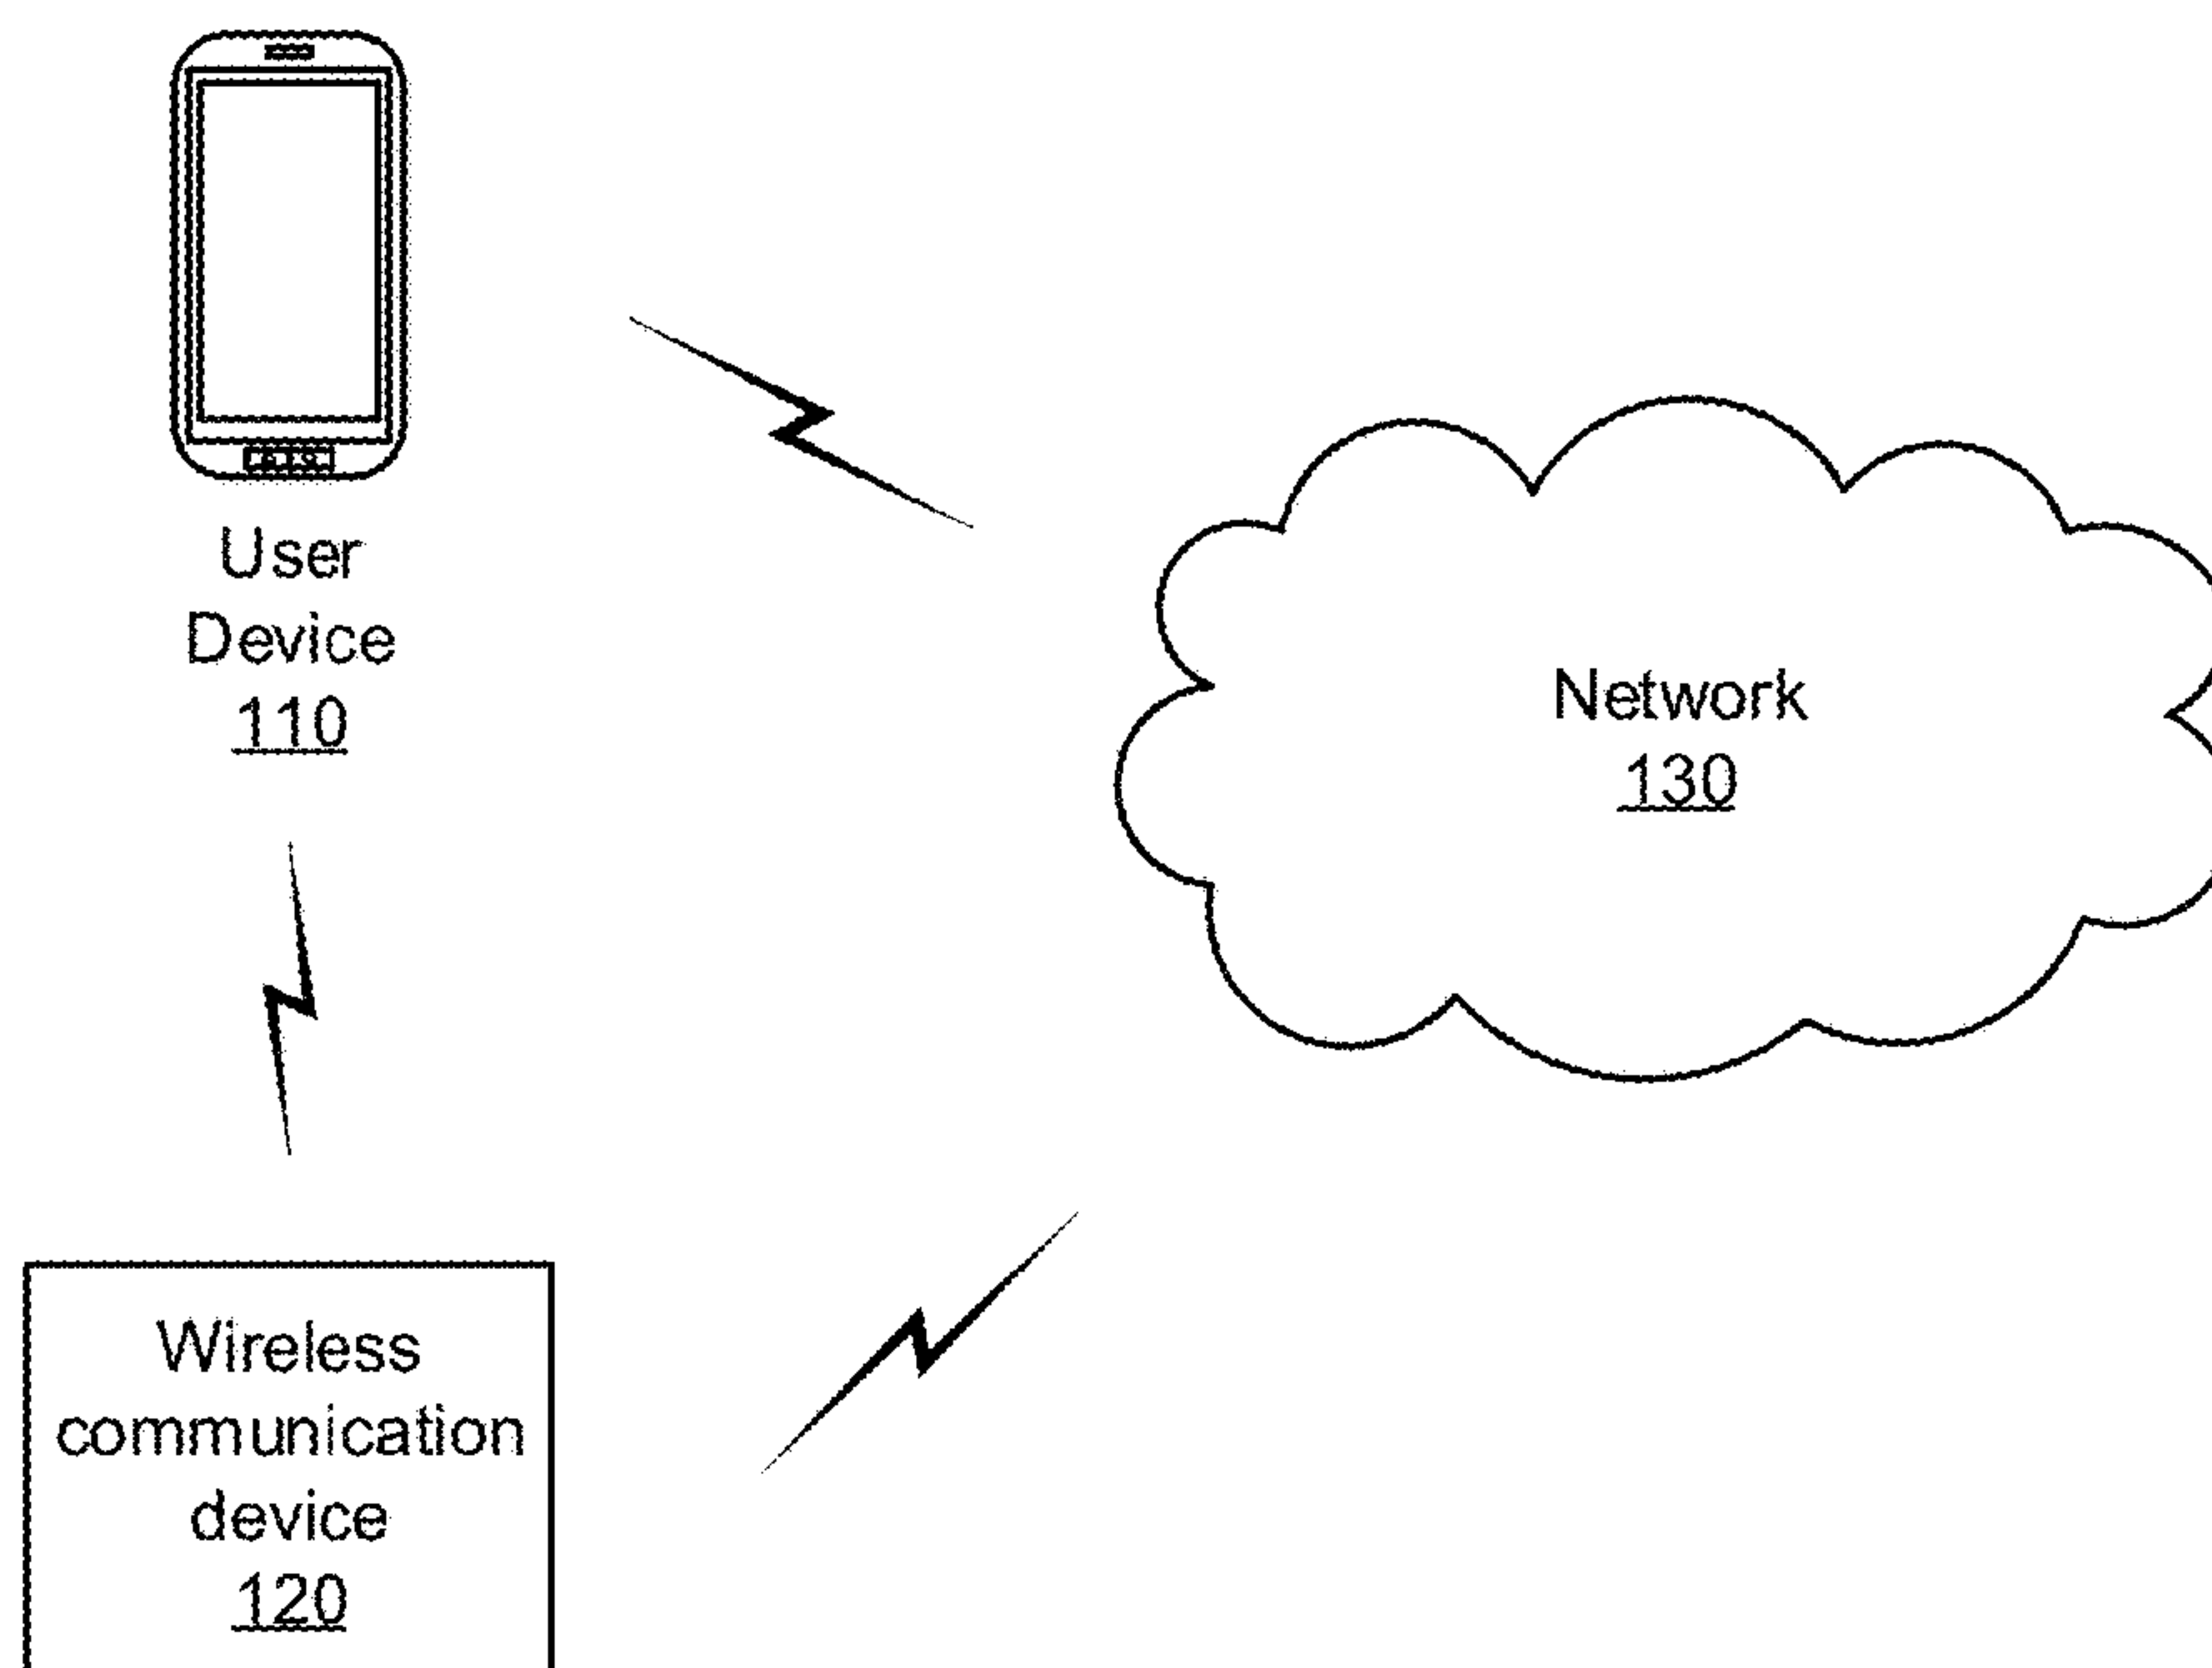 User
Device
110
Network
130
Wireless
communication
device
120